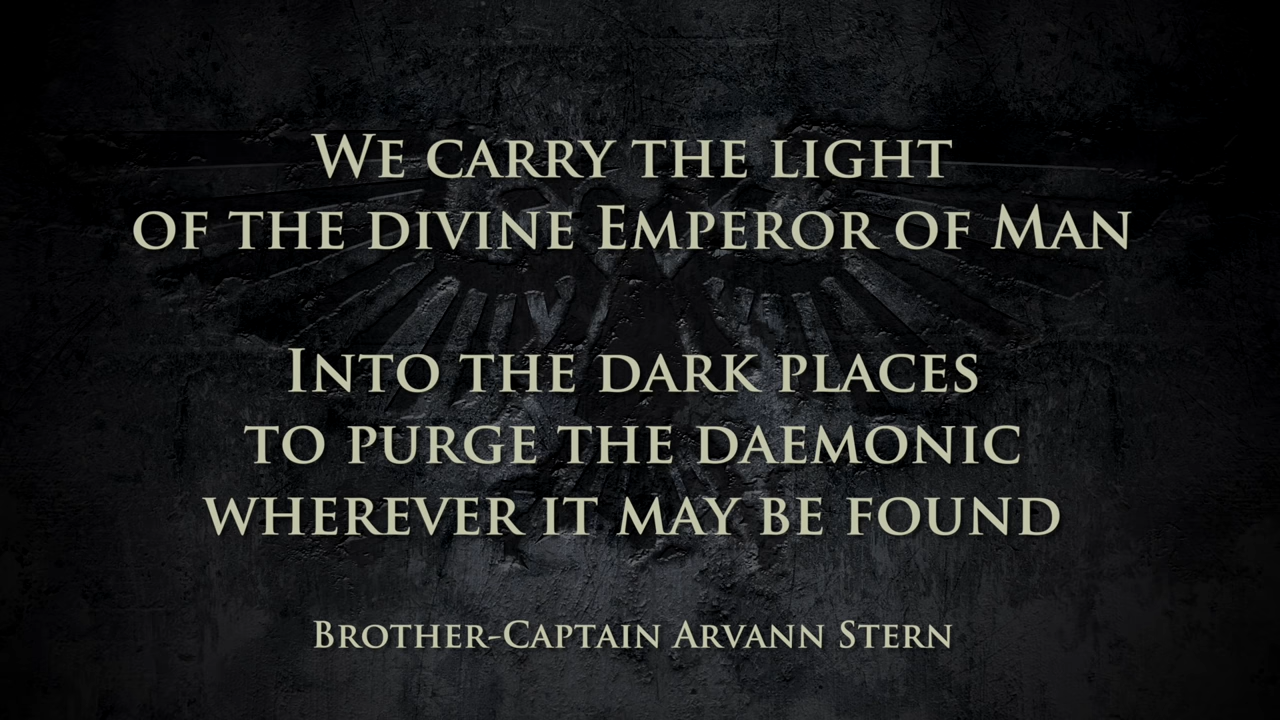 We carry the light
of the divine Emperor of Man
Into the dark places
to purge the daemonic
wherever it may be found
Brother-Captain Arvann Stern